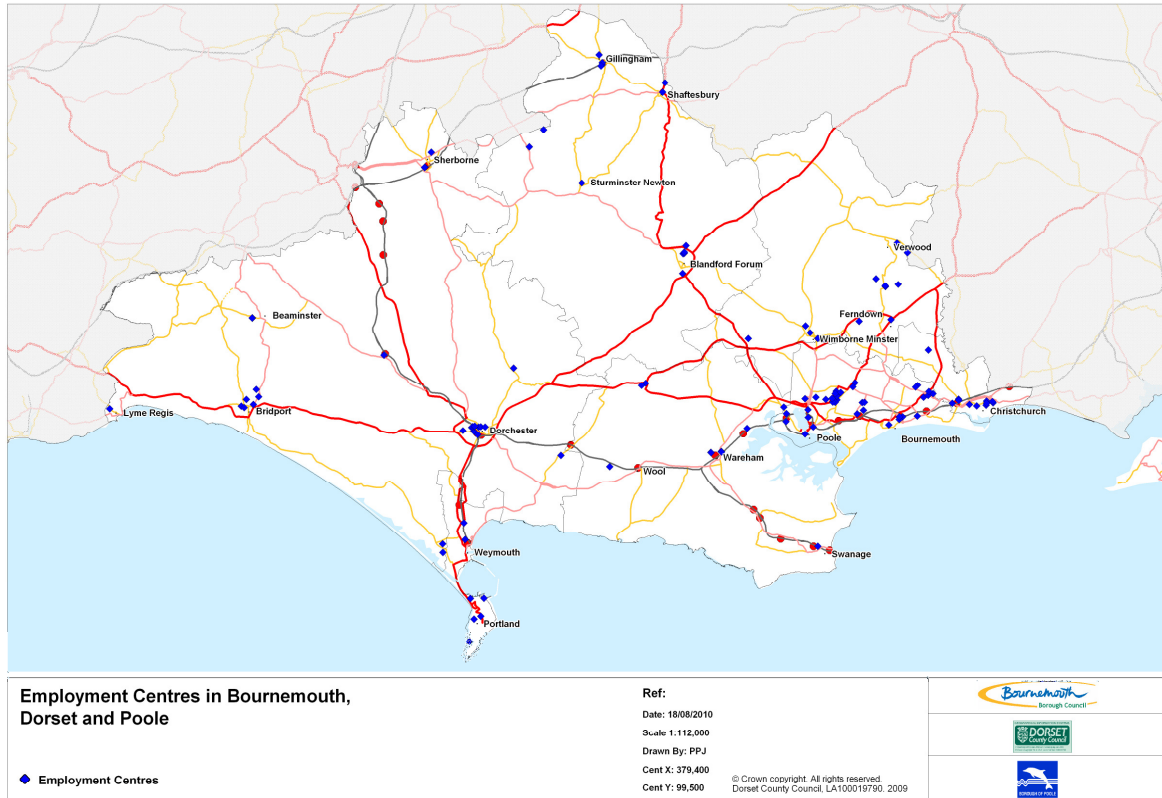 Gillingham
Shaftesbury
Sherborne
Sturminster Newton
Verwood
Blandford Forum
Beaminster
Ferndown
Wimborne Minster
Lyme Regis
Bridport
Dorchester
Christchurch
Poole
Bournemouth
Wareham
Wool
Weymouth
Swanage
Portland
Employment Centres in Bournemouth,
Dorset and Poole
Employment Centres
Ref:
Date: 18/08/2010
Scale 1:112,000
Drawn By: PPJ
Cent X: 379,400
Cent Y: 99,500
© Crown copyright. All rights reserved.
Dorset County Council, LA100019790. 2009
Bournemouth
Borough Council
DORSET
County Council
BOROUGH OF POOLE